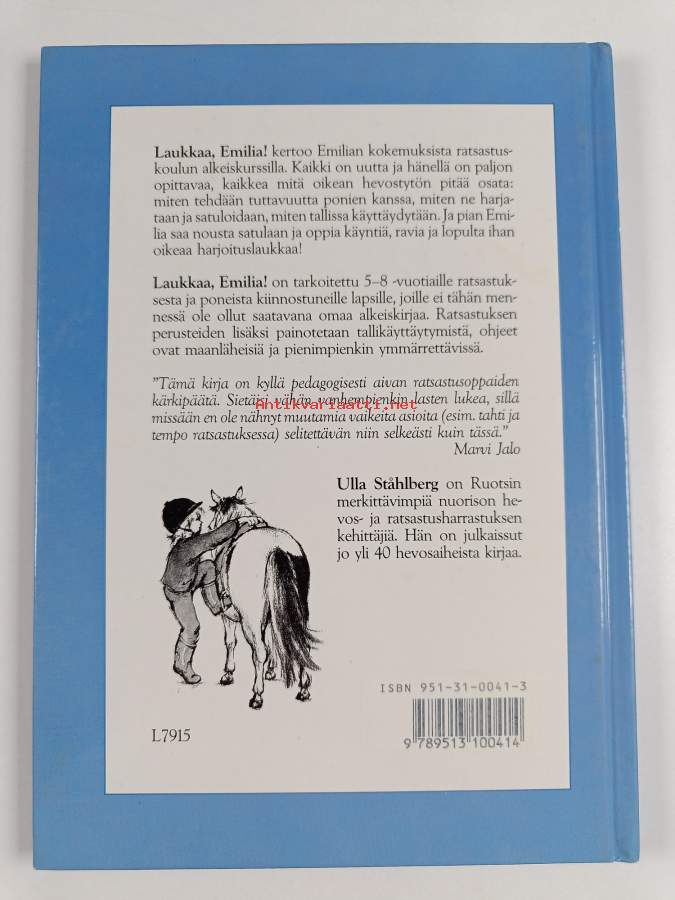 Laukkaa, Emilia! kertoo Emilian kokemuksista ratsastus-
koulun alkeiskurssilla. Kaikki on uutta ja hänellä on paljon
opittavaa, kaikkea mitä oikean hevostytön pitää osata:
miten tehdään tuttavuutta ponien kanssa, miten ne harja-
taan ja satuloidaan, miten tallissa käyttäydytään. Ja pian Emi-
lia saa nousta satulaan ja oppia käyntiä, ravia ja lopulta ihan
oikeaa harjoituslaukkaa!
Laukkaa, Emilia! on tarkoitettu 5–8 -vuotiaille ratsastuk-
sesta ja poneista kiinnostuneille lapsille, joille ei tähän men-
nessä ole ollut saatavana omaa alkeiskirjaa. Ratsastuksen
perusteiden lisäksi painotetaan tallikäyttäytymistä, ohjeet
ovat maanläheisiä ja pienimpienkin ymmärrettävissä.
"Tämä kirja on kyllä pedagogisesti aivan ratsastusoppaiden
kärkipäätä. Sietäisi vähän vanhempienkin lasten lukea, sillä
Antikvariaatti.net
missään en ole nähnyt muutamia vaikeita asioita (esim. tahti ja
tempo ratsastuksessa) selitettävän niin selkeästi kuin tässä."
Marvi Jalo
Ulla Ståhlberg on Ruotsin
merkittävimpiä nuorison he-
vos- ja ratsastusharrastuksen
kehittäjiä. Hän on julkaissut
jo yli 40 hevosaiheista kirjaa.
ISBN 951-31-0041-3
9 789513 100414
L7915